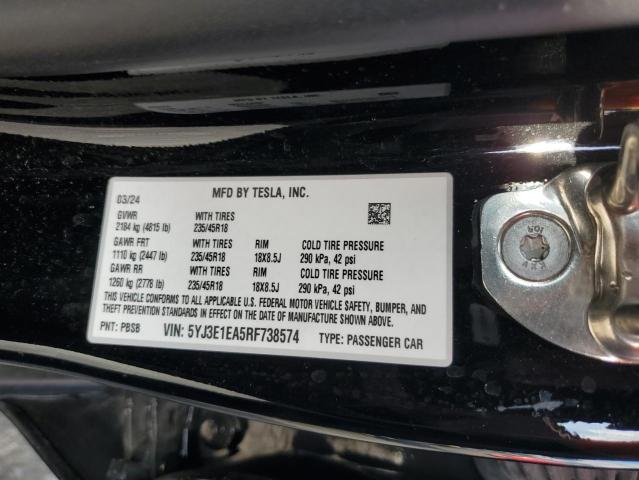 MFD BY TESLA, INC.
03/24
GVWR WITH TIRES
2184 kg (4815 lb) 235/45R18
GAWR FRT WITH TIRES RIM COLD TIRE PRESSURE
1110 kg (2447 lb) 235/45R18 18X8.5J 290 kPa, 42 psi
GAWR RR WITH TIRES RIM COLD TIRE PRESSURE
1260 kg (2778 lb) 235/45R18 18X8.5J 290 kPa, 42 psi
THIS VEHICLE CONFORMS TO ALL APPLICABLE U.S. FEDERAL MOTOR VEHICLE SAFETY, BUMPER, AND
THEFT PREVENTION STANDARDS IN EFFECT ON THE DATE OF MANUFACTURE SHOWN ABOVE.
PNT: PBSB VIN: 5YJ3E1EA5RF738574 TYPE: PASSENGER CAR